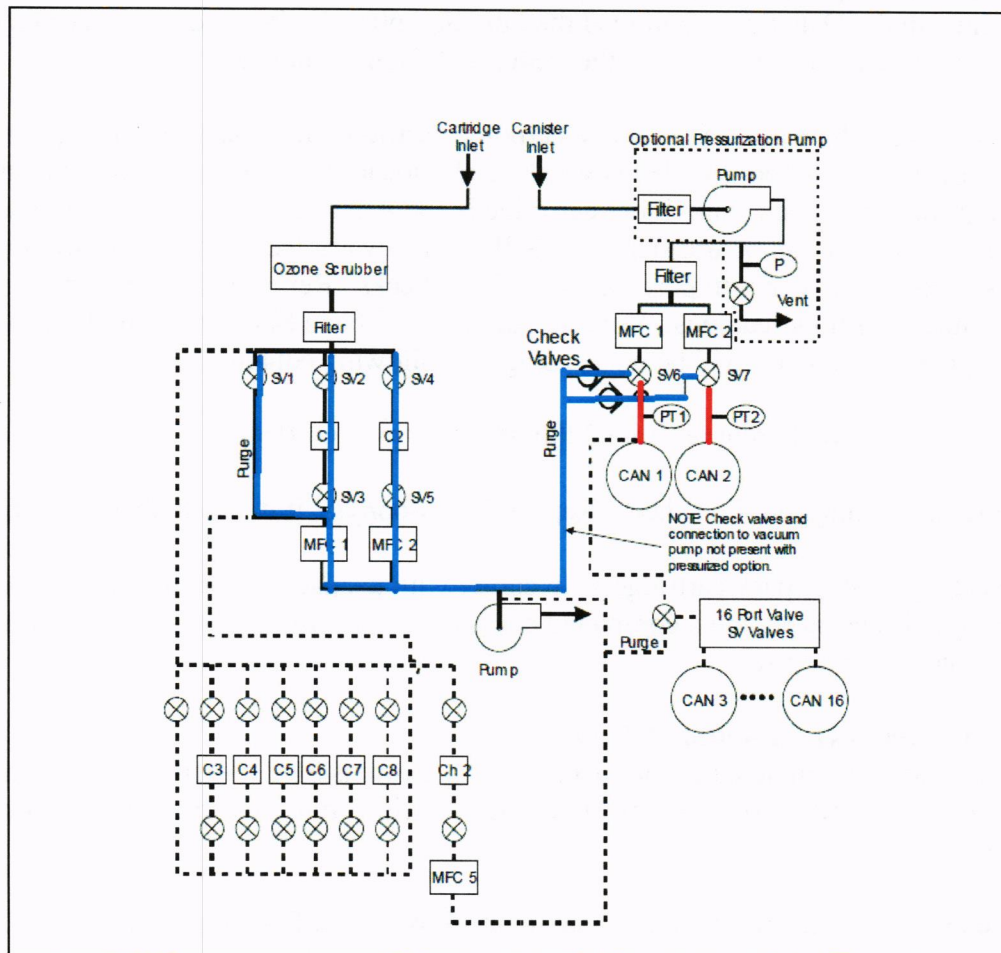 Cartridge
Inlet
Canister
Inlet
Optional Pressurization Pump
Pump
Filter
P
Vent
Filter
MFC 1
MFC 2
Ozone Scrubber
Filter
Check
Valves
SV1
SV2
SV4
SV6
SV7
PT1
PT2
C
C2
Purge
Purge
CAN 1
CAN 2
SV3
SV5
MFC 1
MFC 2
NOTE: Check valves and
connection to vacuum
pump not present with
pressurized option.
16 Port Valve
SV Valves
Purge
Pump
CAN 3
CAN 16
C3
C4
C5
C6
C7
C8
Ch 2
MFC 5